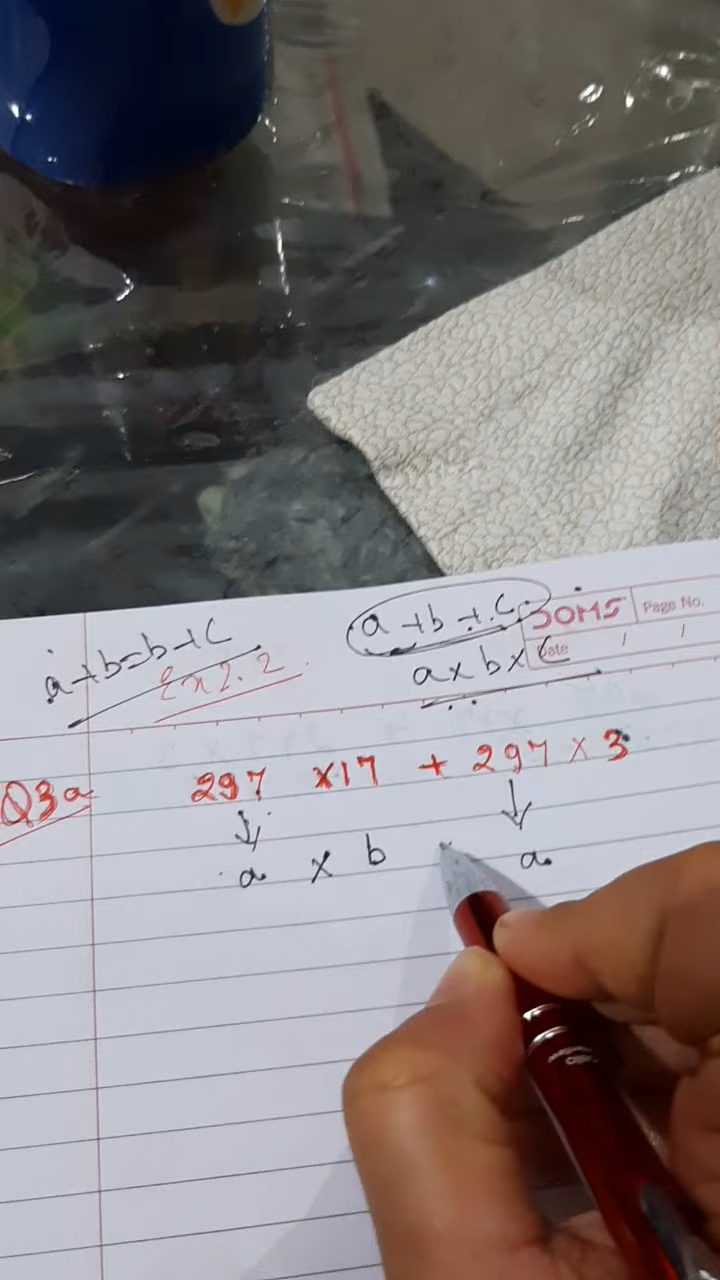 a+b=b+c
Ex 2.2
a+b+c
a×b×c
DOMS Page No.
Date / /
Q3a 297 ×17 + 297 × 3
a × b a